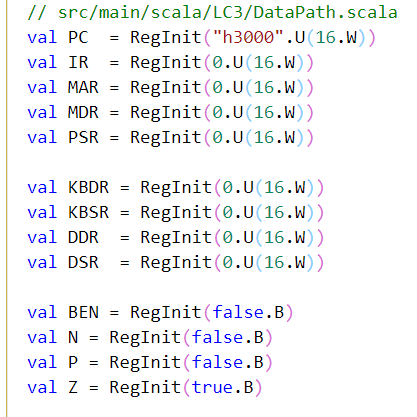 // src/main/scala/LC3/DataPath.scala
val PC  = RegInit("h3000".U(16.W))
val IR  = RegInit(0.U(16.W))
val MAR = RegInit(0.U(16.W))
val MDR = RegInit(0.U(16.W))
val PSR = RegInit(0.U(16.W))

val KBDR = RegInit(0.U(16.W))
val KBSR = RegInit(0.U(16.W))
val DDR  = RegInit(0.U(16.W))
val DSR  = RegInit(0.U(16.W))

val BEN = RegInit(false.B)
val N = RegInit(false.B)
val P = RegInit(false.B)
val Z = RegInit(true.B)